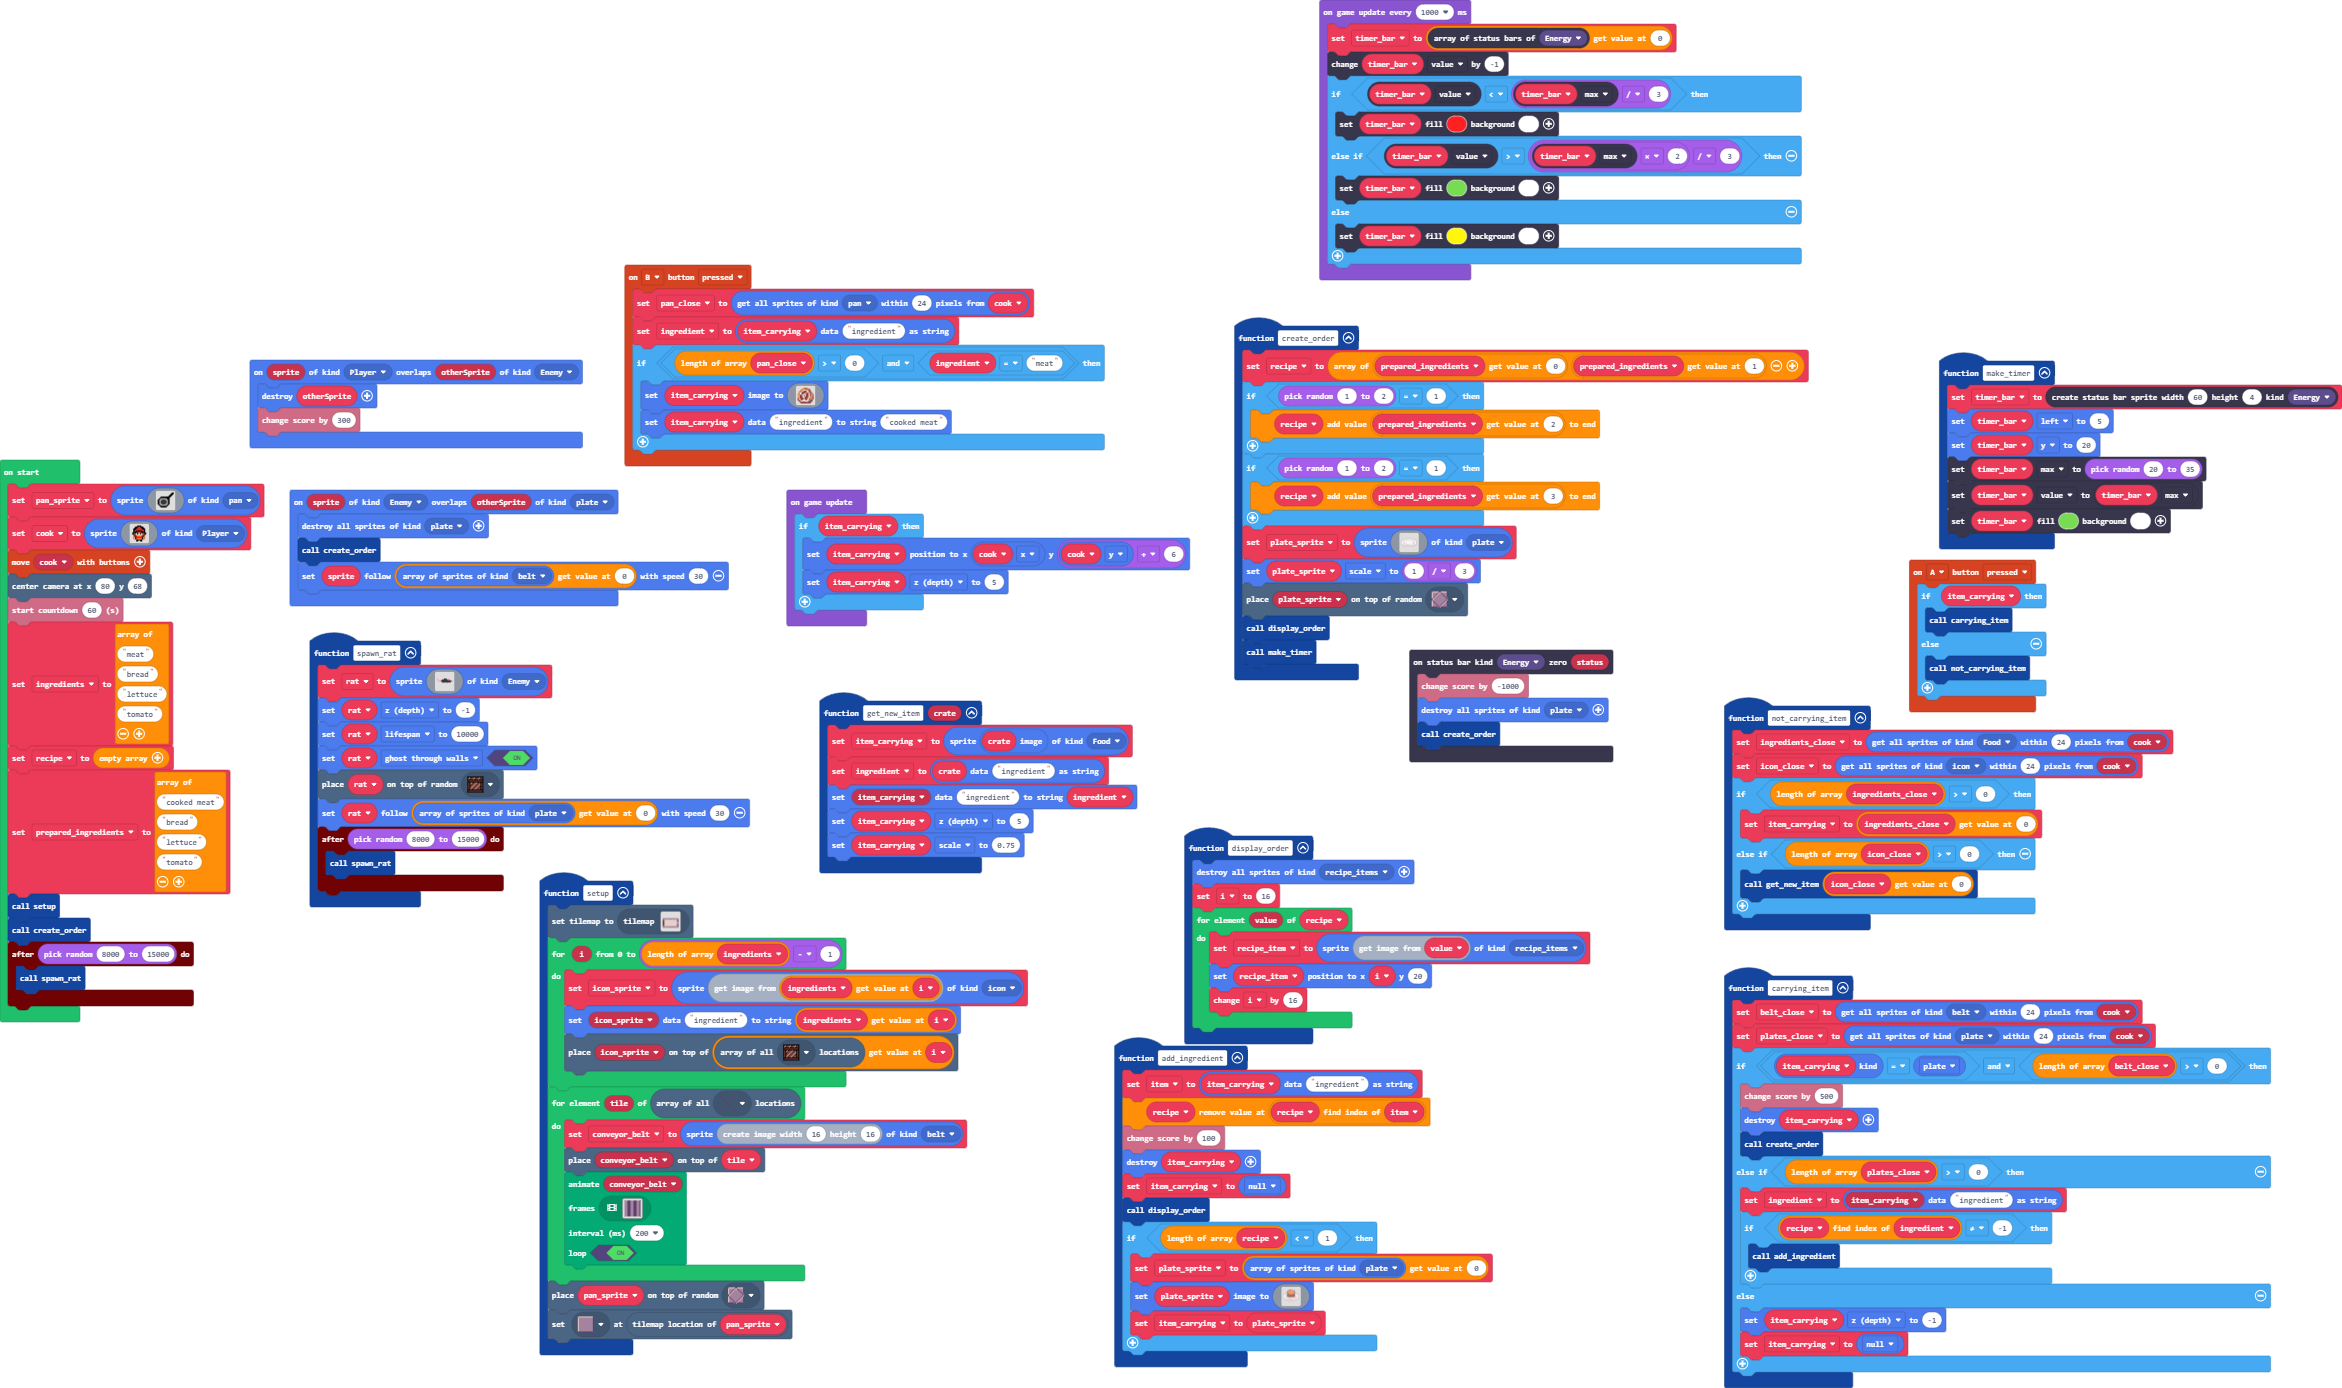 on start
set pan_sprite to sprite of kind pan
set cook to sprite of kind Player
move cook with buttons
center camera at x 80 y 68
start countdown 60 (s)
set ingredients to array of
"meat"
"bread"
"lettuce"
"tomato"
set recipe to empty array
set prepared_ingredients to array of
"cooked meat"
"bread"
"lettuce"
"tomato"
call setup
call create_order
after pick random 8000 to 15000 do
call spawn_rat
on sprite of kind Player overlaps otherSprite of kind Enemy
destroy otherSprite
change score by 300
on sprite of kind Enemy overlaps otherSprite of kind plate
destroy all sprites of kind plate
call create_order
set sprite follow array of sprites of kind belt get value at 0 with speed 30
function spawn_rat
set rat to sprite of kind Enemy
set rat z (depth) to -1
set rat lifespan to 10000
set rat ghost through walls ON
place rat on top of random
set rat follow array of sprites of kind plate get value at 0 with speed 30
after pick random 8000 to 15000 do
call spawn_rat
on B button pressed
set pan_close to get all sprites of kind pan within 24 pixels from cook
set ingredient to item_carrying data "ingredient" as string
if length of array pan_close > 0 and ingredient = "meat" then
set item_carrying image to
set item_carrying data "ingredient" to string "cooked meat"
on game update
if item_carrying then
set item_carrying position to x cook x y cook y + 6
set item_carrying z (depth) to 5
function get_new_item crate
set item_carrying to sprite crate image of kind Food
set ingredient to crate data "ingredient" as string
set item_carrying data "ingredient" to string ingredient
set item_carrying z (depth) to 5
set item_carrying scale to 0.75
function setup
set tilemap to tilemap
for i from 0 to length of array ingredients - 1
do
set icon_sprite to sprite get image from ingredients get value at i of kind icon
set icon_sprite data "ingredient" to string ingredients get value at i
place icon_sprite on top of array of all locations get value at i
for element tile of array of all locations
do
set conveyor_belt to sprite create image width 16 height 16 of kind belt
place conveyor_belt on top of tile
animate conveyor_belt
frames
interval (ms) 200
loop ON
place pan_sprite on top of random
set at tilemap location of pan_sprite
on game update every 1000 ms
set timer_bar to array of status bars of Energy get value at 0
change timer_bar value by -1
if timer_bar value < timer_bar max / 3 then
set timer_bar fill background
else if timer_bar value > timer_bar max × 2 / 3 then
set timer_bar fill background
else
set timer_bar fill background
function create_order
set recipe to array of prepared_ingredients get value at 0 prepared_ingredients get value at 1
if pick random 1 to 2 = 1 then
recipe add value prepared_ingredients get value at 2 to end
if pick random 1 to 2 = 1 then
recipe add value prepared_ingredients get value at 3 to end
set plate_sprite to sprite of kind plate
set plate_sprite scale to 1 / 3
place plate_sprite on top of random
call display_order
call make_timer
on status bar kind Energy zero status
change score by -1000
destroy all sprites of kind plate
call create_order
function display_order
destroy all sprites of kind recipe_items
set i to 16
for element value of recipe
do
set recipe_item to sprite get image from value of kind recipe_items
set recipe_item position to x i y 20
change i by 16
function add_ingredient
set item to item_carrying data "ingredient" as string
recipe remove value at recipe find index of item
change score by 100
destroy item_carrying
set item_carrying to null
call display_order
if length of array recipe < 1 then
set plate_sprite to array of sprites of kind plate get value at 0
set plate_sprite image to
set item_carrying to plate_sprite
function make_timer
set timer_bar to create status bar sprite width 60 height 4 kind Energy
set timer_bar left to 5
set timer_bar y to 20
set timer_bar max to pick random 20 to 35
set timer_bar value to timer_bar max
set timer_bar fill background
on A button pressed
if item_carrying then
call carrying_item
else
call not_carrying_item
function not_carrying_item
set ingredients_close to get all sprites of kind Food within 24 pixels from cook
set icon_close to get all sprites of kind icon within 24 pixels from cook
if length of array ingredients_close > 0 then
set item_carrying to ingredients_close get value at 0
else if length of array icon_close > 0 then
call get_new_item icon_close get value at 0
function carrying_item
set belt_close to get all sprites of kind belt within 24 pixels from cook
set plates_close to get all sprites of kind plate within 24 pixels from cook
if item_carrying kind = plate and length of array belt_close > 0 then
change score by 500
destroy item_carrying
call create_order
else if length of array plates_close > 0 then
set ingredient to item_carrying data "ingredient" as string
if recipe find index of ingredient ≠ -1 then
call add_ingredient
else
set item_carrying z (depth) to -1
set item_carrying to null